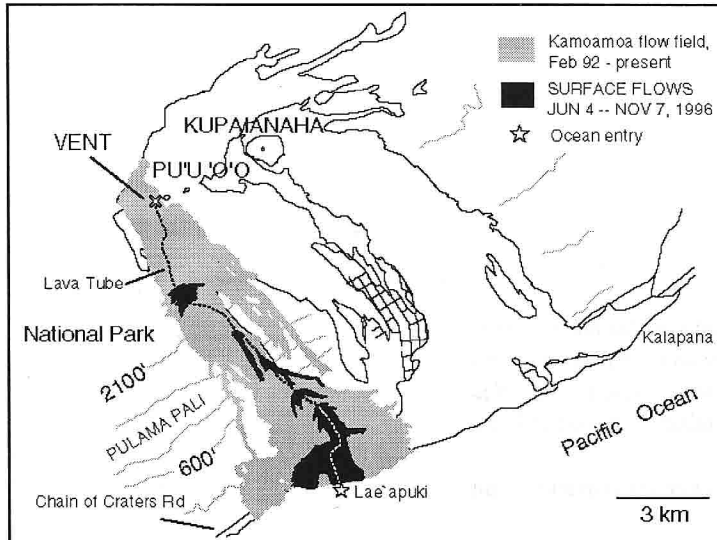 Kamoamoa flow field,
Feb 92 - present
SURFACE FLOWS
JUN 4 -- NOV 7, 1996
Ocean entry
KUPAIANAHA
VENT
PU'U 'O'O
Lava Tube
National Park
Kalapana
2100'
PULAMA PALI
Pacific Ocean
600'
Lae`apuki
Chain of Craters Rd
3 km